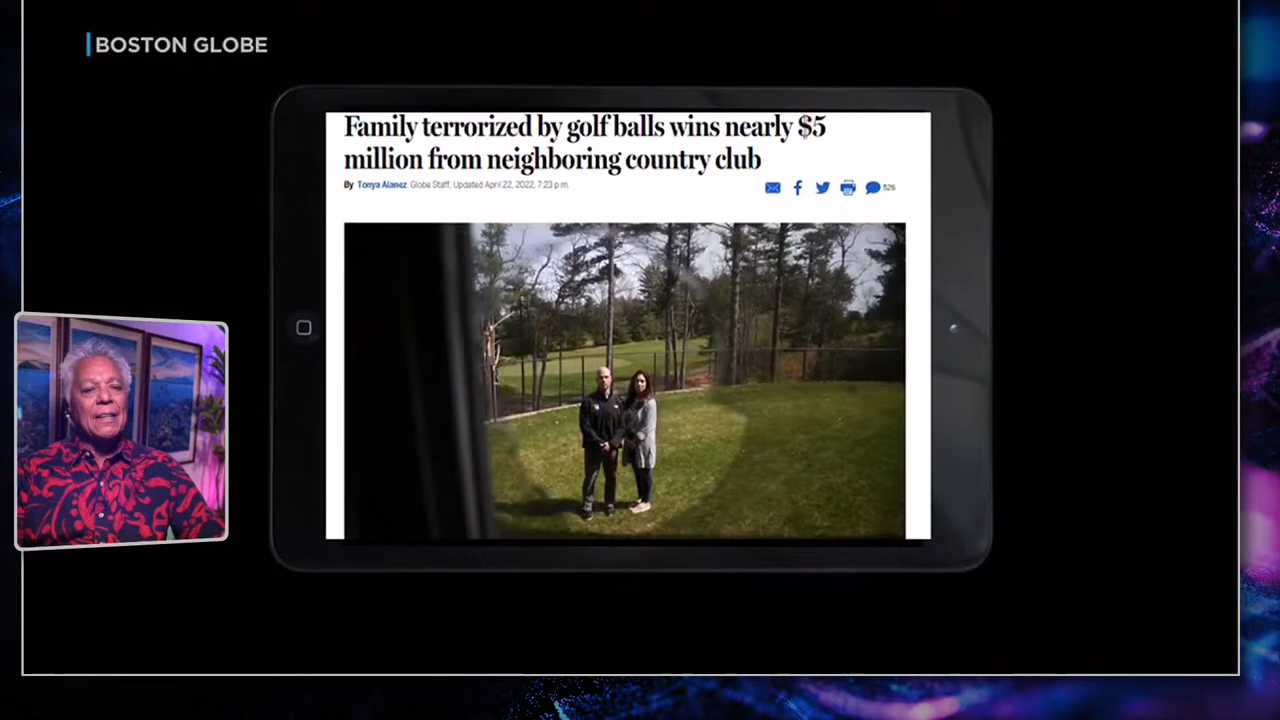 BOSTON GLOBE
Family terrorized by golf balls wins nearly $5
million from neighboring country club
By Tonya Alanez Globe Staff, Updated April 22, 2022, 7:23 p.m.
526